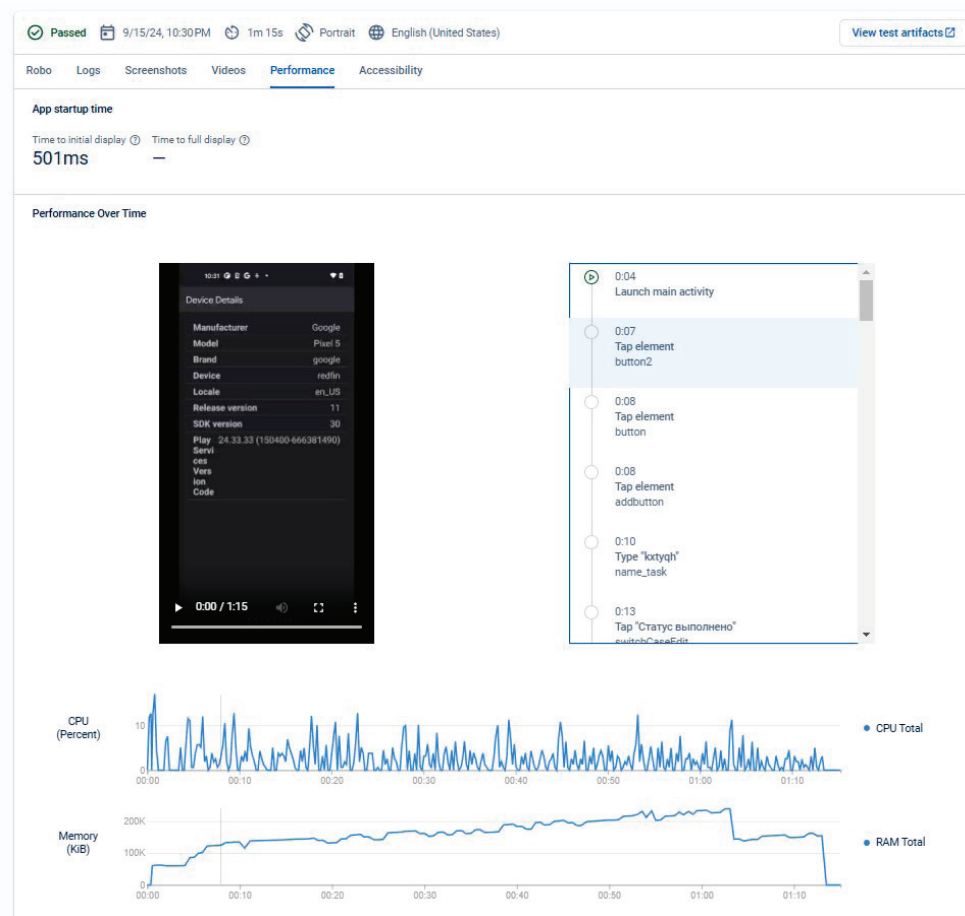 Passed 9/15/24, 10:30 PM 1m 15s Portrait English (United States) View test artifacts
Robo Logs Screenshots Videos Performance Accessibility
App startup time
Time to initial display Time to full display
501ms —
Performance Over Time
10:31 G G
Device Details
Manufacturer Google
Model Pixel 5
Brand google
Device redfin
Locale en_US
Release version 11
SDK version 30
Play 24.33.33 (150400-666381490)
Servi
ces
Vers
ion
Code
0:00 / 1:15
0:04
Launch main activity
0:07
Tap element
button2
0:08
Tap element
button
0:08
Tap element
addbutton
0:10
Type "kxtyqh"
name_task
0:13
Tap "Статус выполнено"
switchCaseEdit
CPU
(Percent)
10
0
00:00 00:10 00:20 00:30 00:40 00:50 01:00 01:10
CPU Total
Memory
(KiB)
200K
100K
0
00:00 00:10 00:20 00:30 00:40 00:50 01:00 01:10
RAM Total